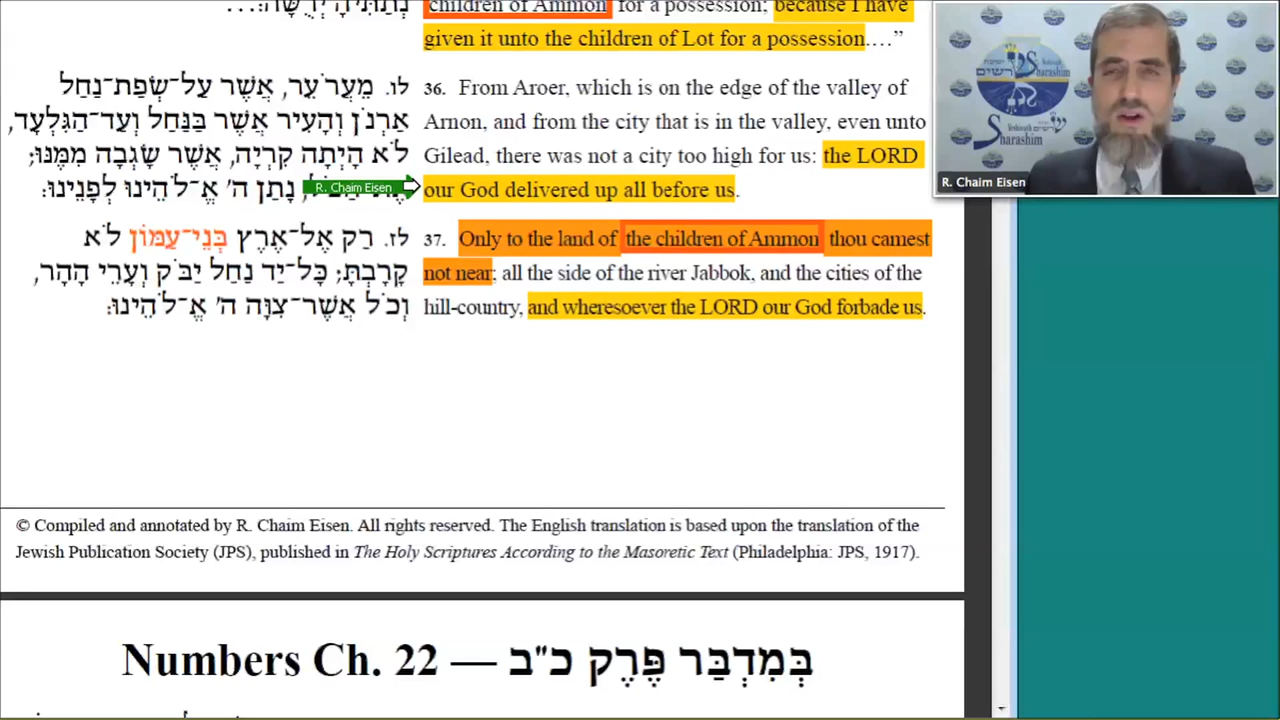 נְתַתִּיהָ יְרֻשָּׁה:...
children of Ammon for a possession; because I have
given it unto the children of Lot for a possession....”
לו. מֵעֲרֹעֵר, אֲשֶׁר עַל־שְׂפַת־נַחַל
אַרְנֹן וְהָעִיר אֲשֶׁר בַּנַּחַל וְעַד־הַגִּלְעָד,
לֹא הָיְתָה קִרְיָה, אֲשֶׁר שָׂגְבָה מִמֶּנּוּ;
נָתַן ה' אֱ־לֹהֵינוּ לְפָנֵינוּ:
R. Chaim Eisen
36. From Aroer, which is on the edge of the valley of
Arnon, and from the city that is in the valley, even unto
Gilead, there was not a city too high for us: the LORD
our God delivered up all before us.
לז. רַק אֶל־אֶרֶץ בְּנֵי־עַמּוֹן לֹא
קָרָבְתָּ; כָּל־יַד נַחַל יַבֹּק וְעָרֵי הָהָר,
וְכֹל אֲשֶׁר־צִוָּה ה' אֱ־לֹהֵינוּ:
37. Only to the land of the children of Ammon thou camest
not near; all the side of the river Jabbok, and the cities of the
hill-country, and wheresoever the LORD our God forbade us.
© Compiled and annotated by R. Chaim Eisen. All rights reserved. The English translation is based upon the translation of the
Jewish Publication Society (JPS), published in The Holy Scriptures According to the Masoretic Text (Philadelphia: JPS, 1917).
Numbers Ch. 22 — בְּמִדְבַּר פֶּרֶק כ"ב
ישיבת
שרשים
Yeshivath
Sharashim
Yeshivath שרשים
Sharashim
R. Chaim Eisen